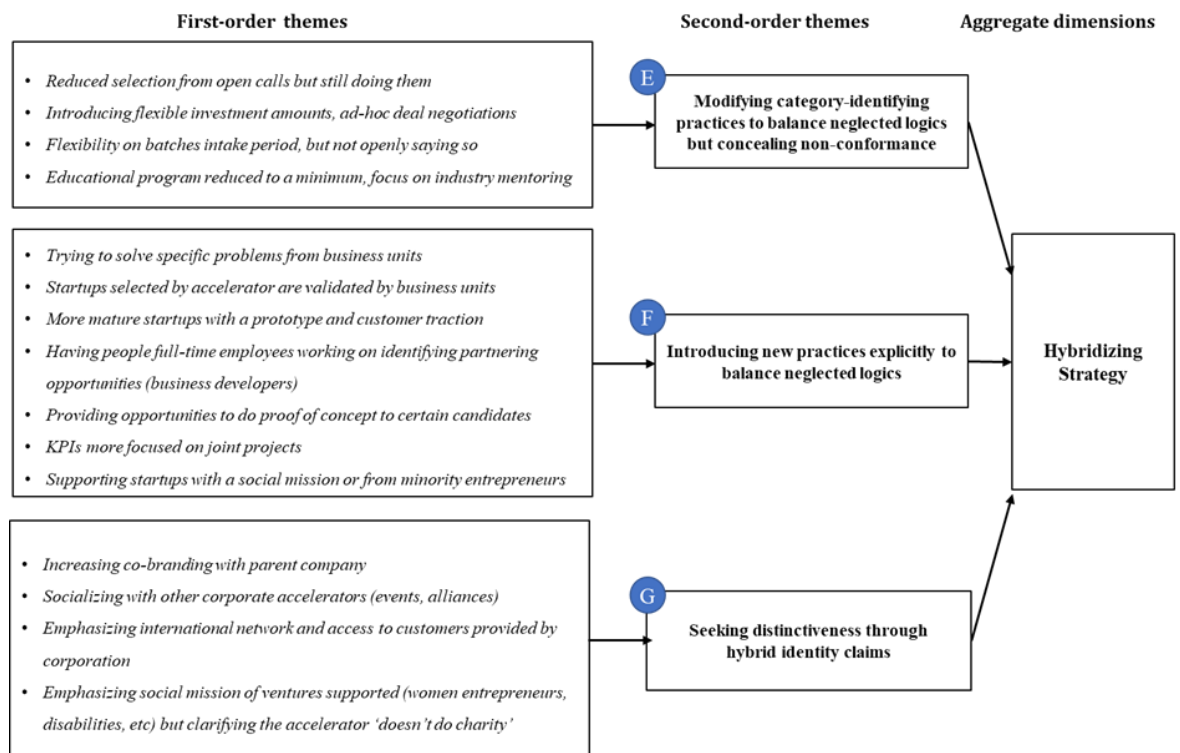 First-order themes
Second-order themes
Aggregate dimensions
• Reduced selection from open calls but still doing them
• Introducing flexible investment amounts, ad-hoc deal negotiations
• Flexibility on batches intake period, but not openly saying so
• Educational program reduced to a minimum, focus on industry mentoring
E
Modifying category-identifying
practices to balance neglected logics
but concealing non-conformance
• Trying to solve specific problems from business units
• Startups selected by accelerator are validated by business units
• More mature startups with a prototype and customer traction
• Having people full-time employees working on identifying partnering
opportunities (business developers)
• Providing opportunities to do proof of concept to certain candidates
• KPIs more focused on joint projects
• Supporting startups with a social mission or from minority entrepreneurs
F
Introducing new practices explicitly to
balance neglected logics
Hybridizing
Strategy
• Increasing co-branding with parent company
• Socializing with other corporate accelerators (events, alliances)
• Emphasizing international network and access to customers provided by
corporation
• Emphasizing social mission of ventures supported (women entrepreneurs,
disabilities, etc) but clarifying the accelerator ‘doesn’t do charity’
G
Seeking distinctiveness through
hybrid identity claims